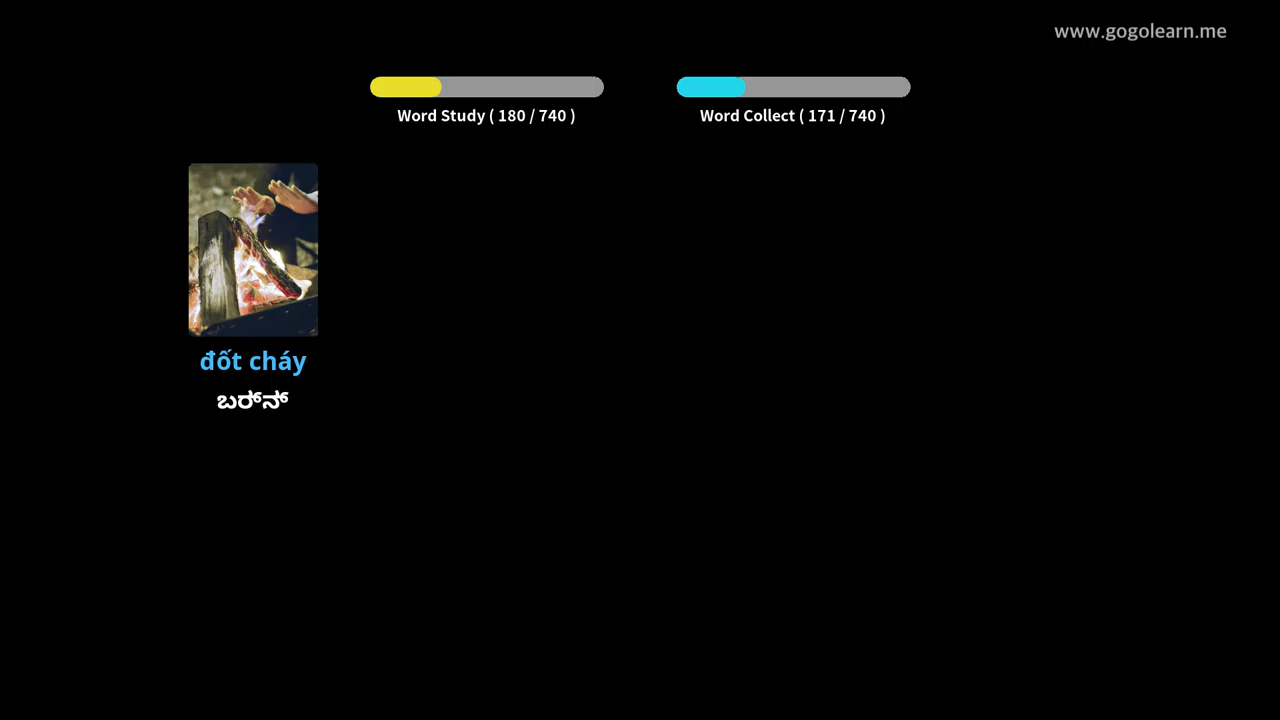 www.gogolearn.me
Word Study ( 180 / 740 )
Word Collect ( 171 / 740 )
đốt cháy
ಬರ್ನ್